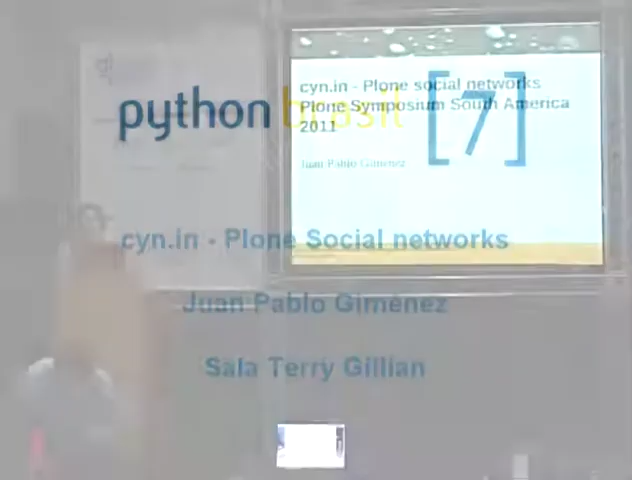 python brasil [7]
cyn.in - Plone social networks
Plone Symposium South America
2011
Juan Pablo Gimenez
cyn.in - Plone Social networks
Juan Pablo Giménez
Sala Terry Gillian